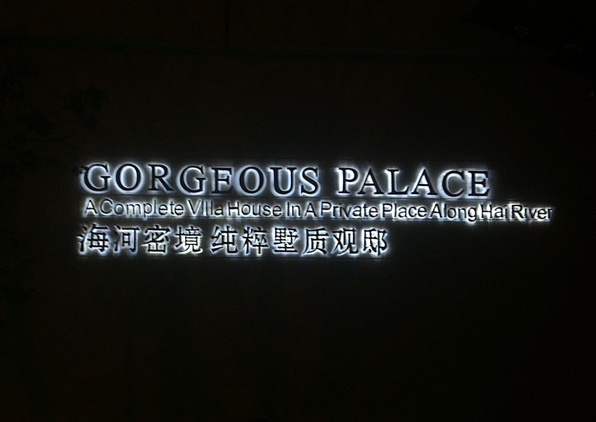 GORGEOUS PALACE
A Complete Villa House In A Private Place Along Hai River
海河密境 纯粹墅质观邸